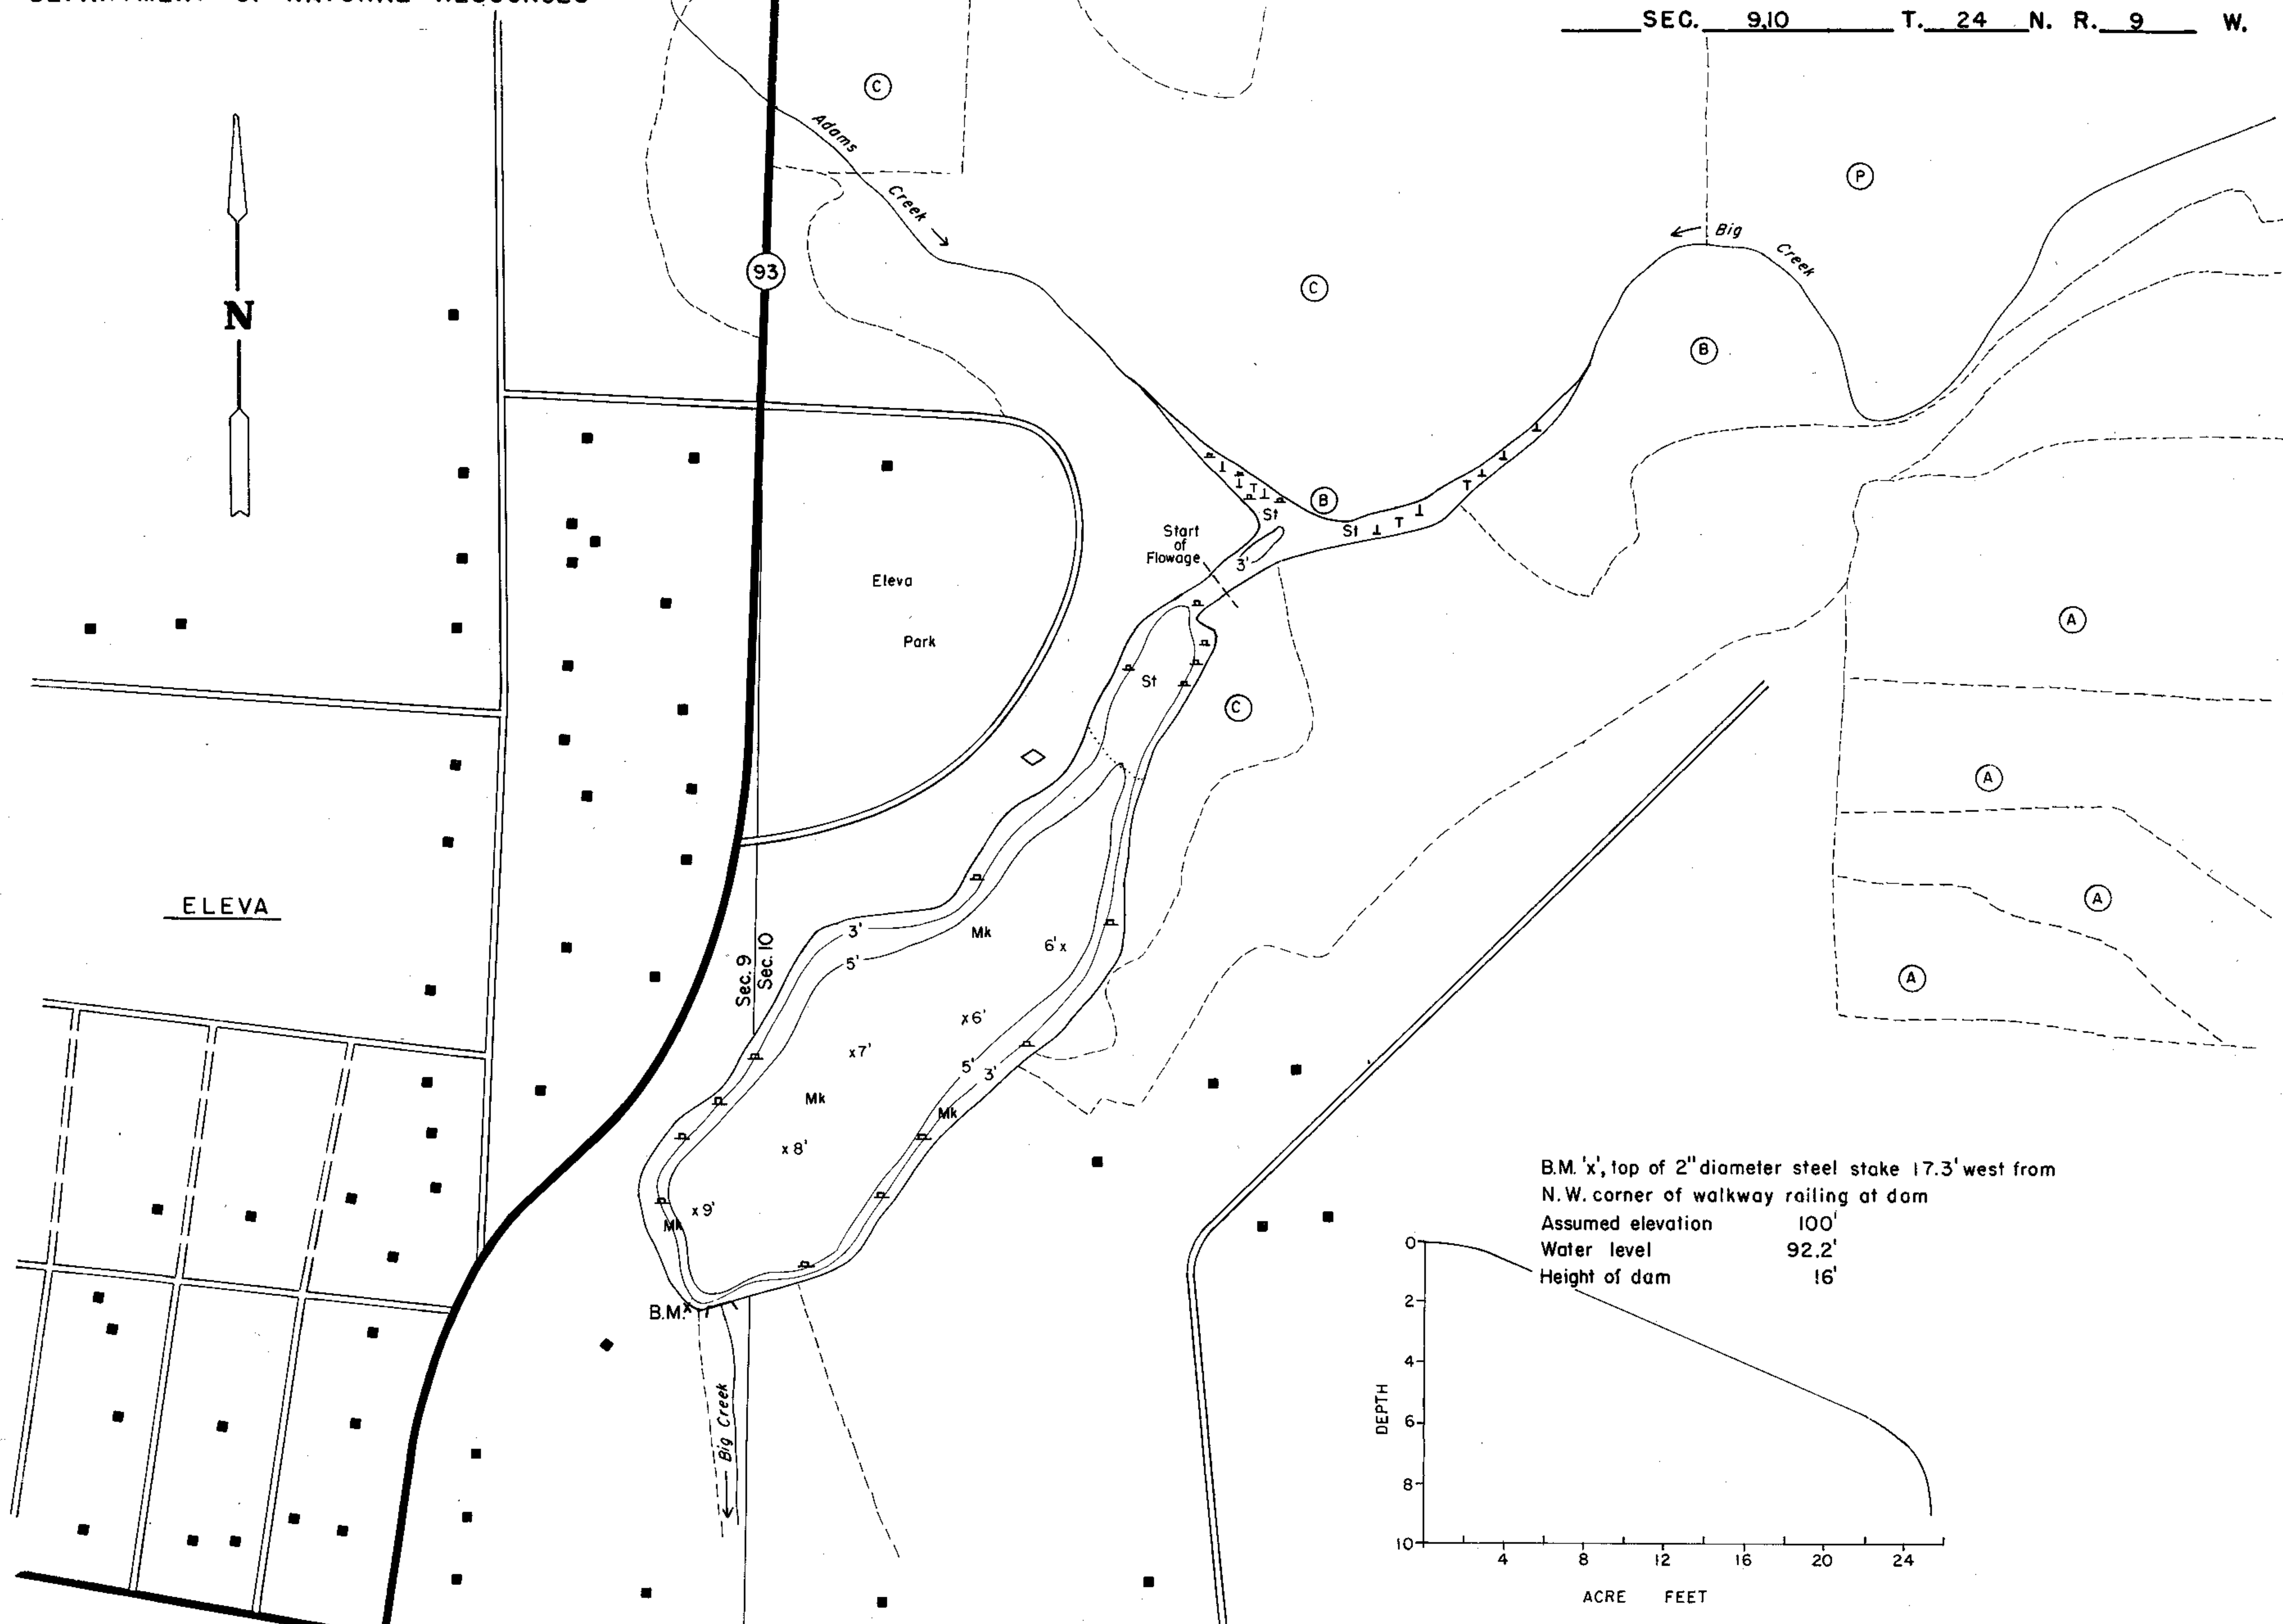 DEPARTMENT OF NATURAL RESOURCES
SEC. 9,10 T. 24 N. R. 9 W.
C
Adams
Creek
P
Big
Creek
93
C
N
B
B
St
St T
T
T
Start
of
Flowage
3'
Eleva
Park
A
St
C
A
ELEVA
A
3'
Mk
6'x
5'
Sec. 9
Sec. 10
A
x6'
x7'
5'
3'
Mk
Mk
x8'
x9'
Mk
B.M.x
Big Creek
B.M. 'x', top of 2" diameter steel stake 17.3' west from
N.W. corner of walkway railing at dam
Assumed elevation 100'
Water level 92.2'
Height of dam 16'
0
2
4
6
8
10
DEPTH
4 8 12 16 20 24
ACRE FEET